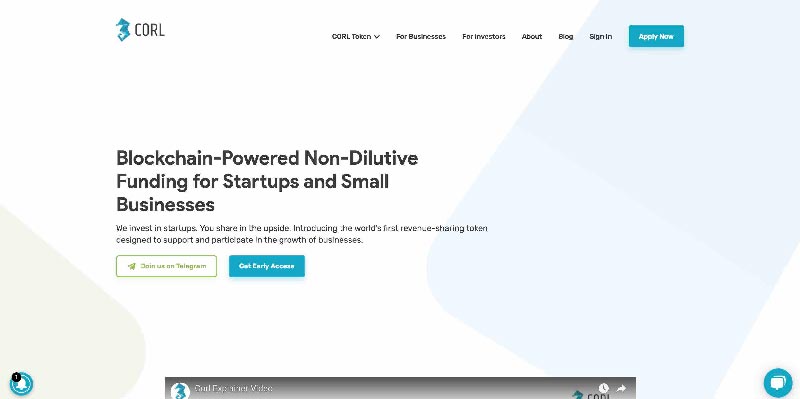 CORL
CORL Token
For Businesses
For Investors
About
Blog
Sign In
Apply Now
Blockchain-Powered Non-Dilutive
Funding for Startups and Small
Businesses
We invest in startups. You share in the upside. Introducing the world's first revenue-sharing token
designed to support and participate in the growth of businesses.
Join us on Telegram
Get Early Access
1
Corl Explainer Video
CORL